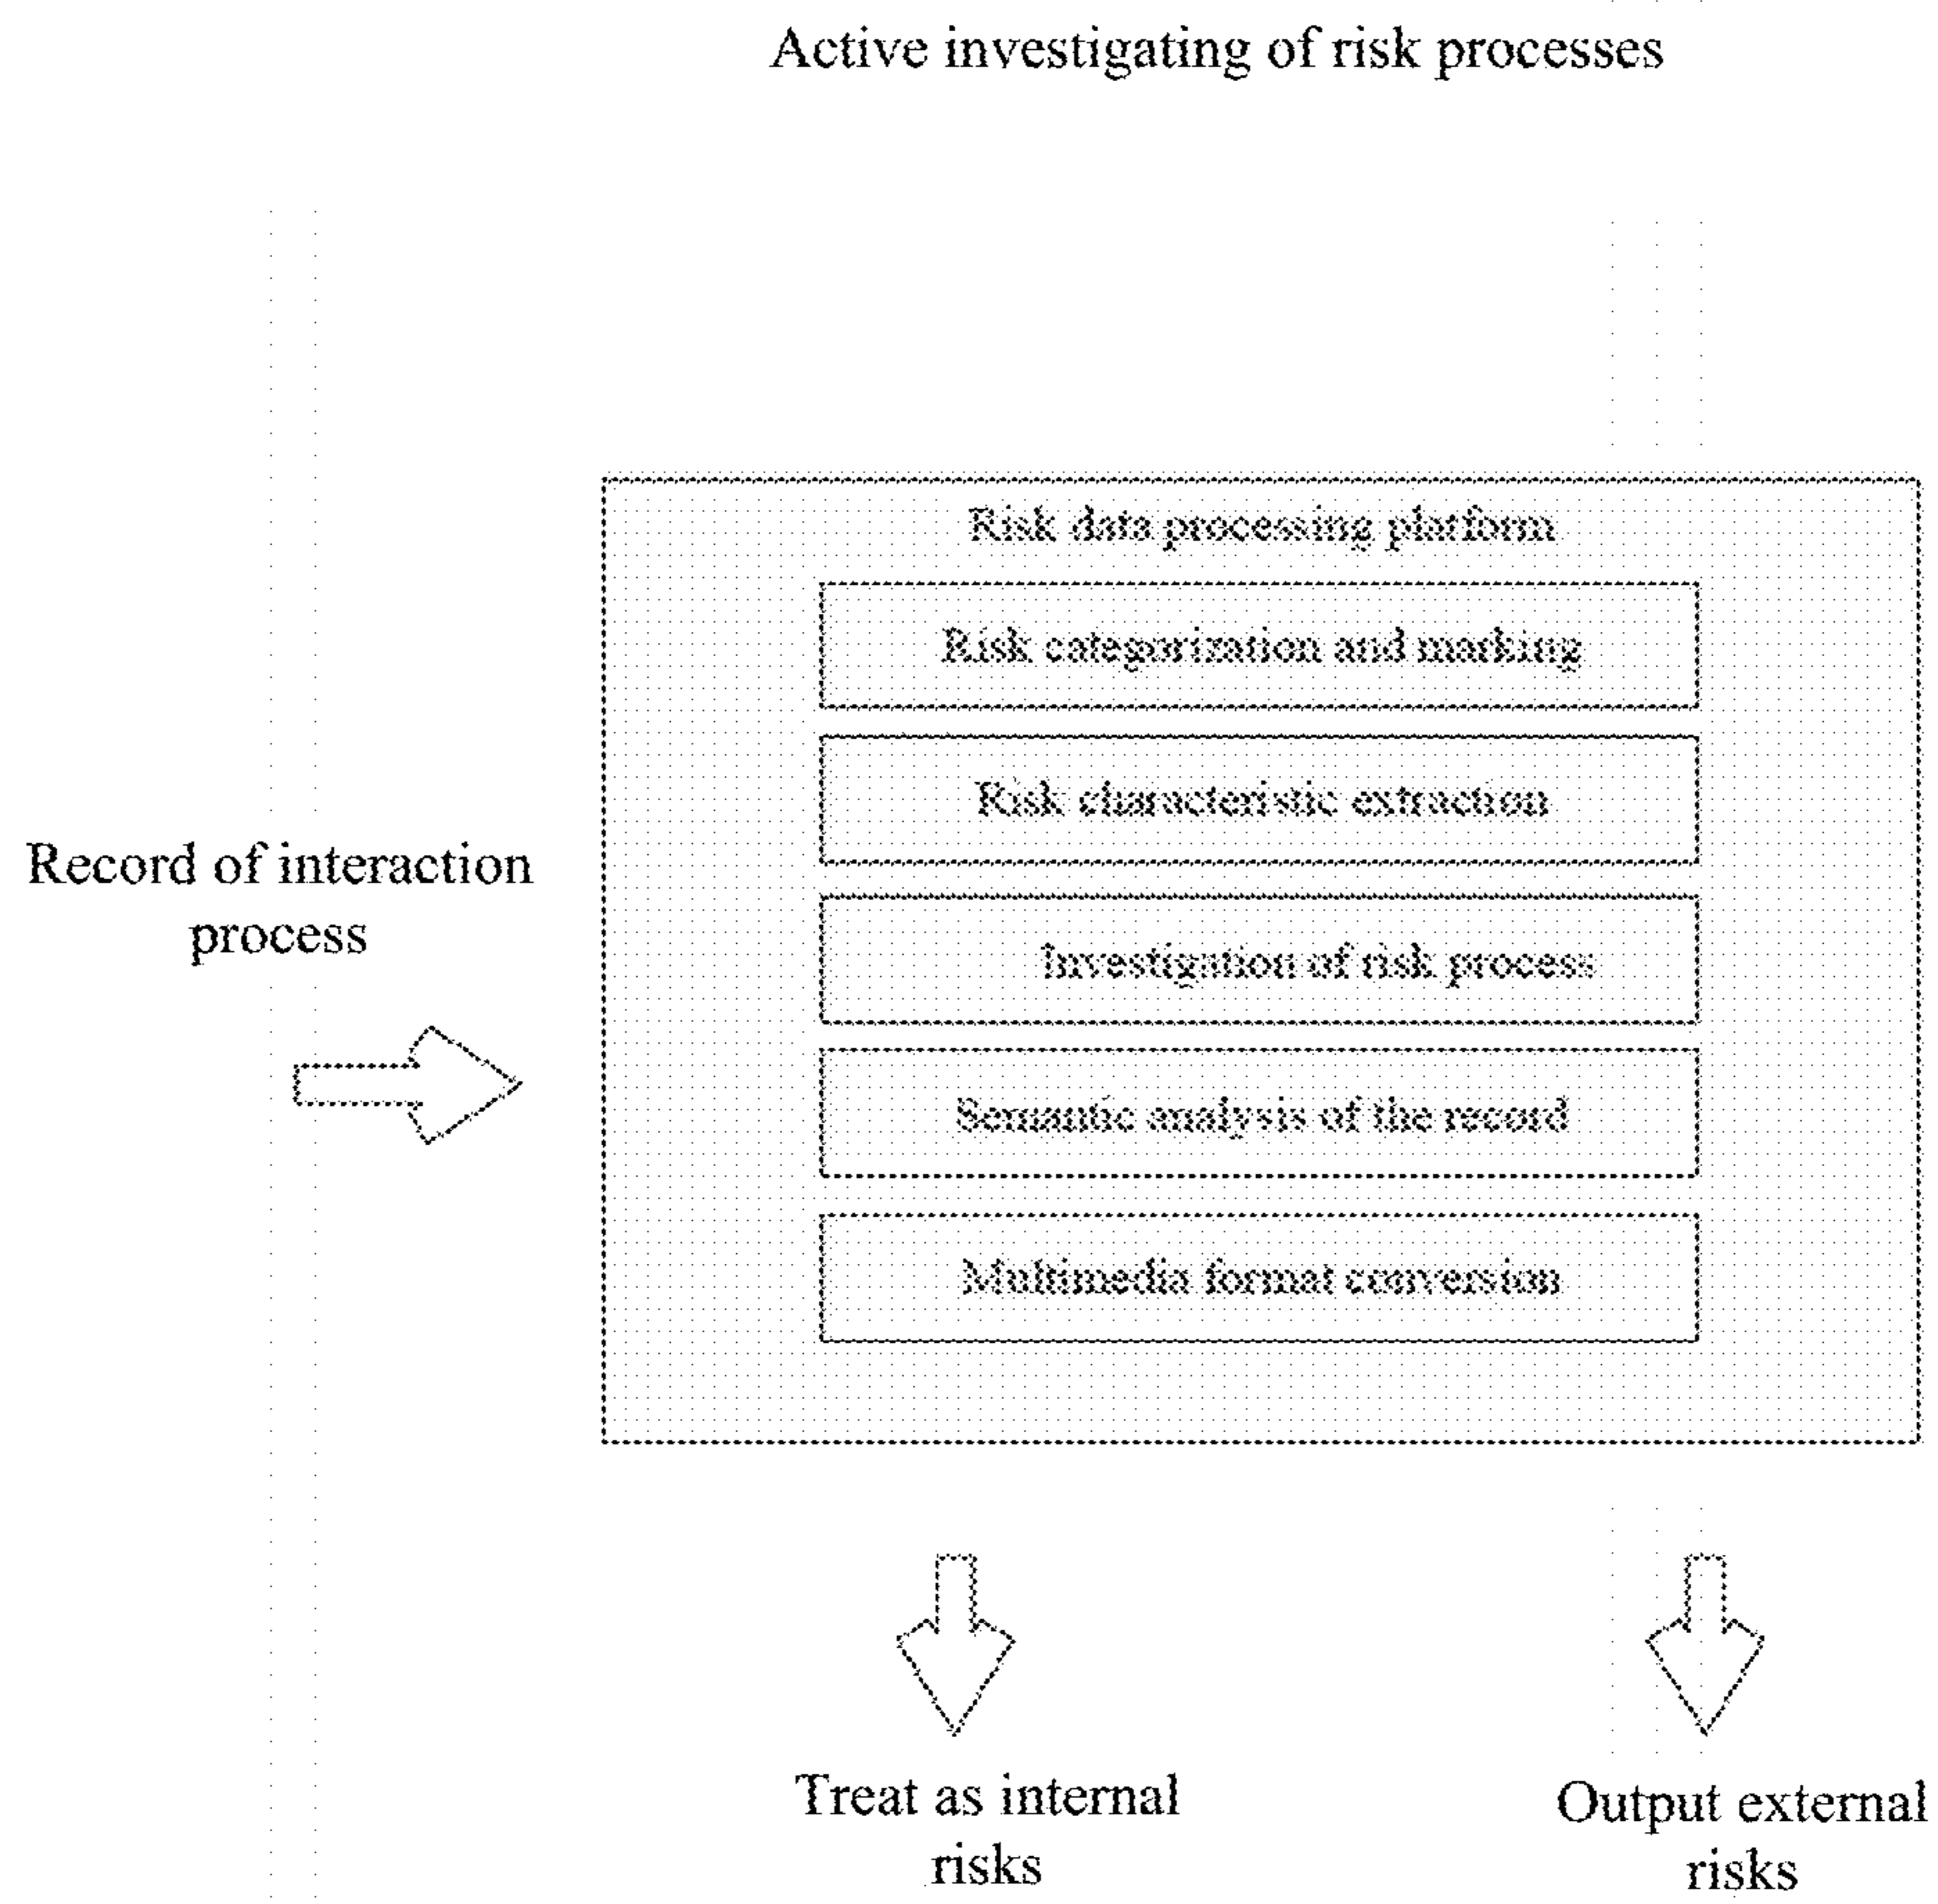 Active investigating of risk processes
Risk data processing platform
Risk categorization and marking
Risk characteristic extraction
Investigation of risk process
Semantic analysis of the record
Multimedia format conversion
Record of interaction
process
Treat as internal
risks
Output external
risks